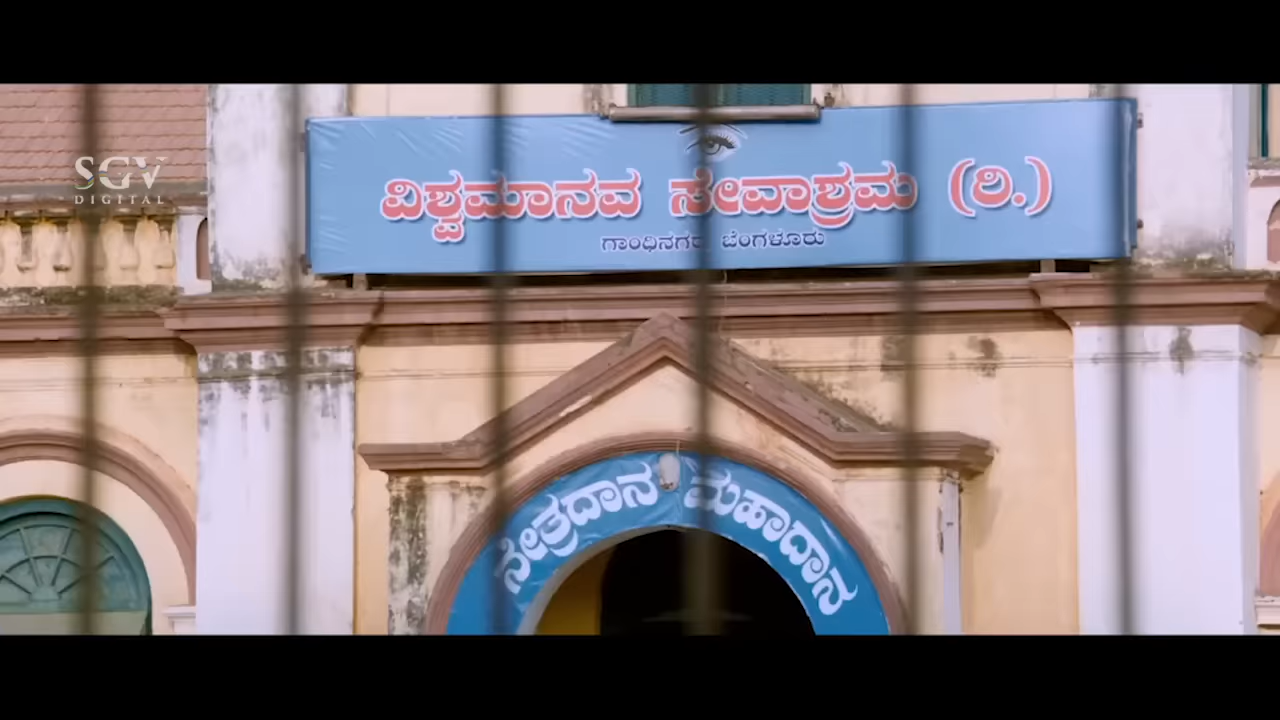 SGV
DIGITAL
ವಿಶ್ವಮಾನವ ಸೇವಾಶ್ರಮ (ರಿ.)
ಗಾಂಧಿನಗರ ಬೆಂಗಳೂರು
ನೇತ್ರದಾನ ಮಹಾದಾನ